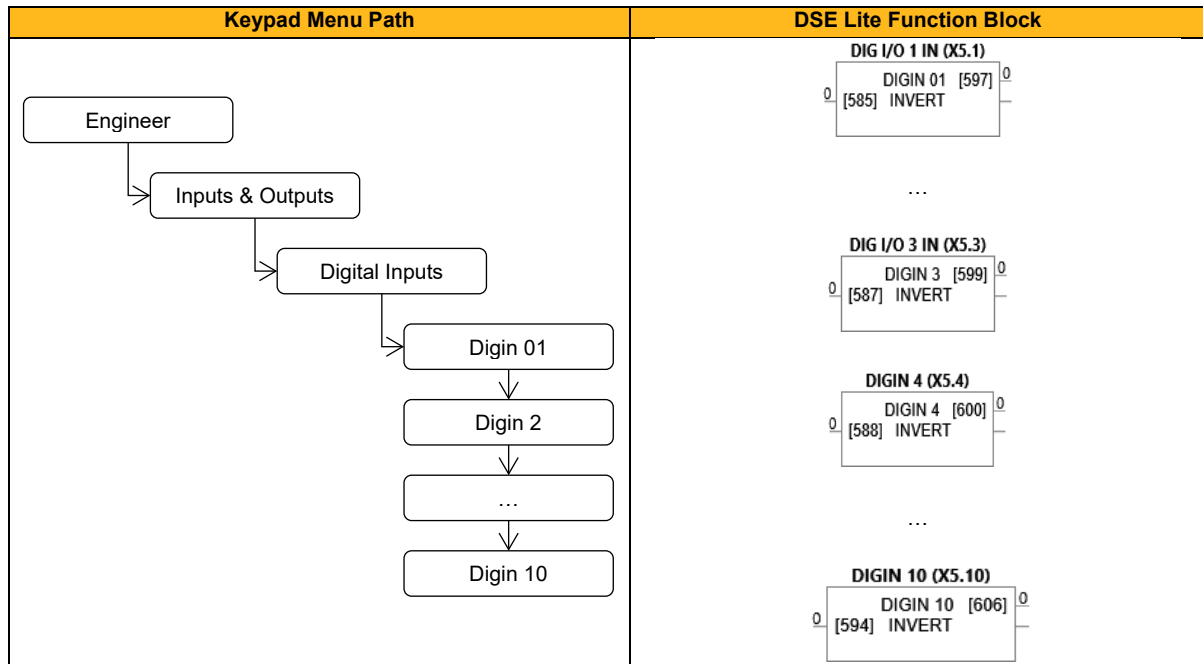 Keypad Menu Path
DSE Lite Function Block
Engineer
Inputs & Outputs
Digital Inputs
Digin 01
Digin 2
…
Digin 10
DIG I/O 1 IN (X5.1)
DIGIN 01 [597] 0
0 [585] INVERT
…
DIG I/O 3 IN (X5.3)
DIGIN 3 [599] 0
0 [587] INVERT
DIGIN 4 (X5.4)
DIGIN 4 [600] 0
0 [588] INVERT
…
DIGIN 10 (X5.10)
DIGIN 10 [606] 0
0 [594] INVERT